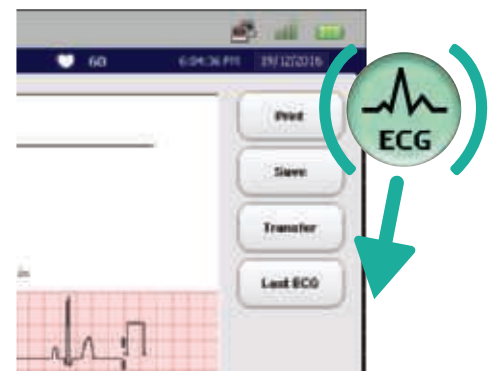 60 6:04:36 PM 19/12/2016
ECG
Print
Save
Transfer
Last ECG